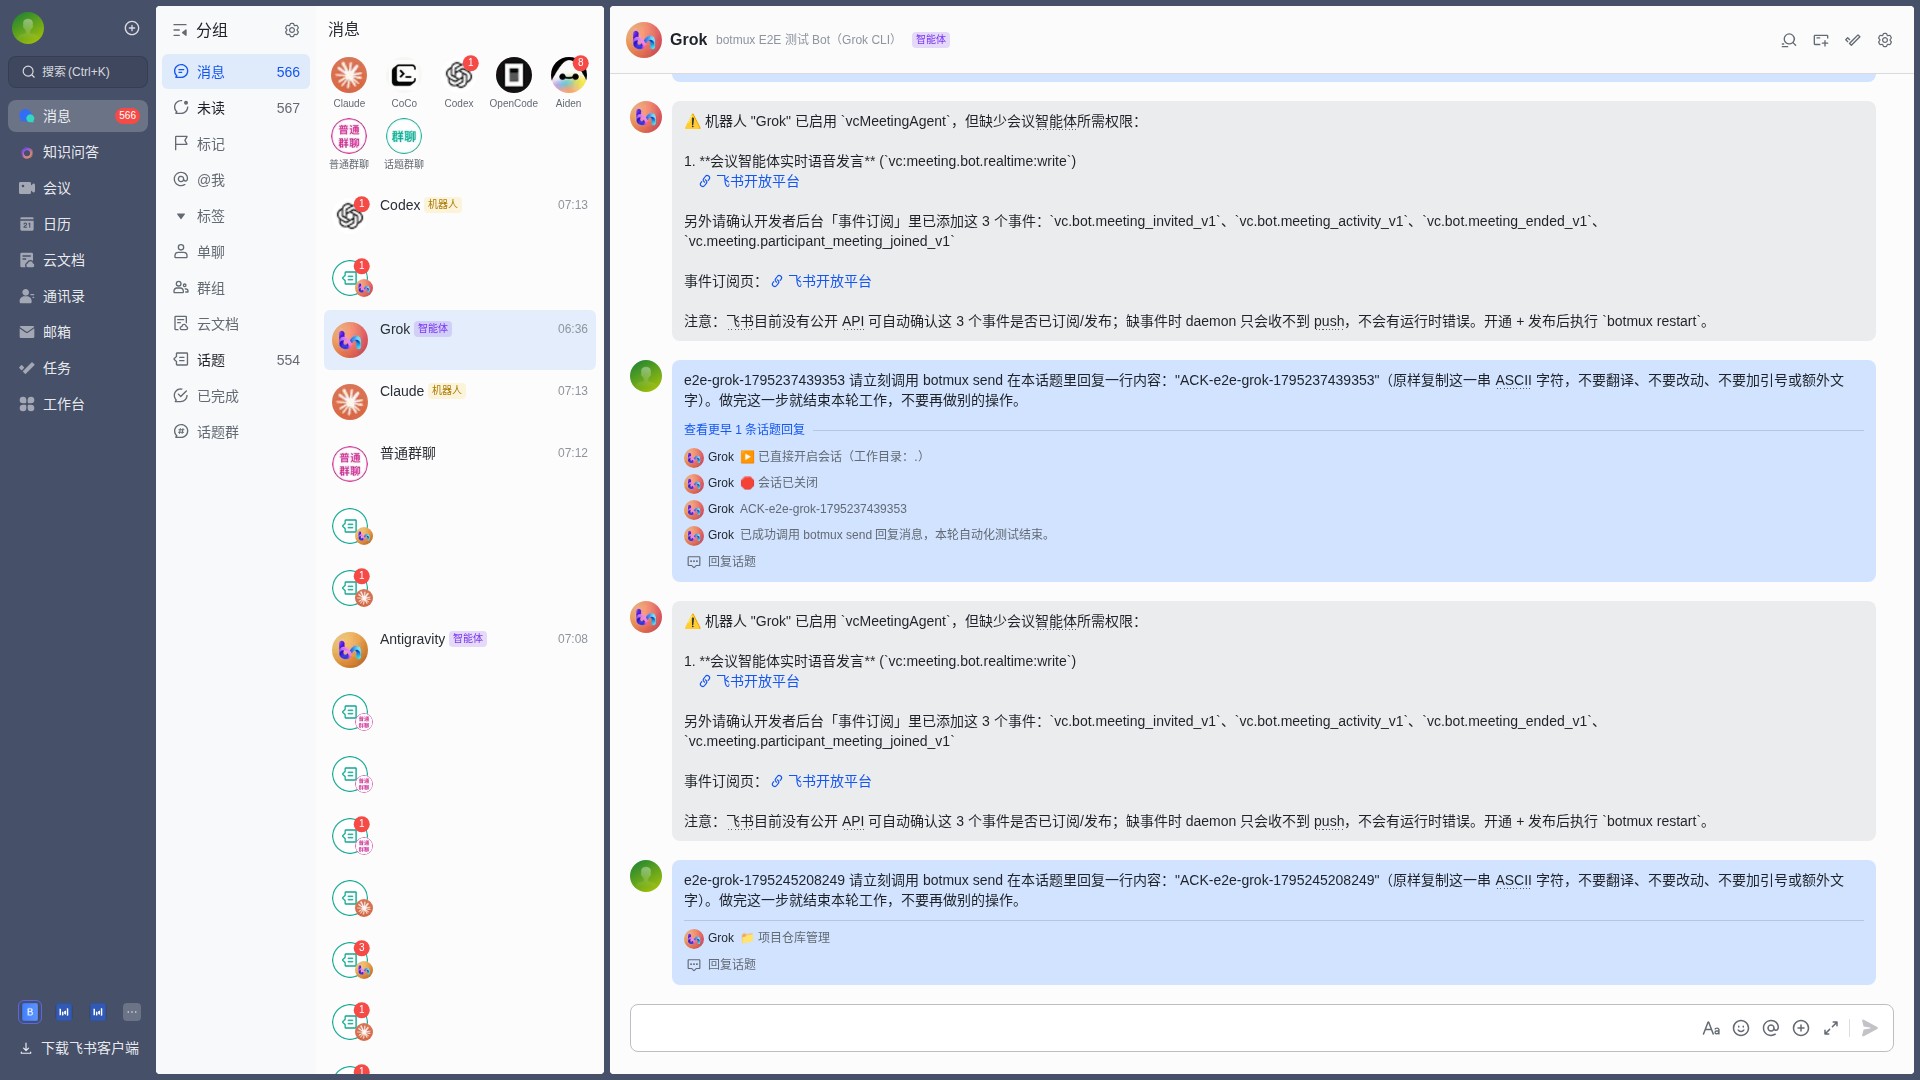 搜索 (Ctrl+K)
消息 566
知识问答
会议
日历
云文档
通讯录
邮箱
任务
工作台
下载飞书客户端
分组
消息 566
未读 567
标记
@我
标签
单聊
群组
云文档
话题 554
已完成
话题群
消息
1
8
Claude CoCo Codex OpenCode Aiden
普通群聊 群聊
普通群聊 话题群聊
1 Codex 机器人 07:13
1
Grok 智能体 06:36
Claude 机器人 07:13
普通群聊 普通群聊 07:12
1
Antigravity 智能体 07:08
1
3
1
1
Grok botmux E2E 测试 Bot（Grok CLI） 智能体
⚠️ 机器人 "Grok" 已启用 `vcMeetingAgent`，但缺少会议智能体所需权限：
1. **会议智能体实时语音发言** (`vc:meeting.bot.realtime:write`)
飞书开放平台
另外请确认开发者后台「事件订阅」里已添加这 3 个事件：`vc.bot.meeting_invited_v1`、`vc.bot.meeting_activity_v1`、`vc.bot.meeting_ended_v1`、
`vc.meeting.participant_meeting_joined_v1`
事件订阅页： 飞书开放平台
注意：飞书目前没有公开 API 可自动确认这 3 个事件是否已订阅/发布；缺事件时 daemon 只会收不到 push，不会有运行时错误。开通 + 发布后执行 `botmux restart`。
e2e-grok-1795237439353 请立刻调用 botmux send 在本话题里回复一行内容："ACK-e2e-grok-1795237439353"（原样复制这一串 ASCII 字符，不要翻译、不要改动、不要加引号或额外文
字）。做完这一步就结束本轮工作，不要再做别的操作。
查看更早 1 条话题回复
Grok ▶️ 已直接开启会话（工作目录：.）
Grok 🛑 会话已关闭
Grok ACK-e2e-grok-1795237439353
Grok 已成功调用 botmux send 回复消息，本轮自动化测试结束。
回复话题
⚠️ 机器人 "Grok" 已启用 `vcMeetingAgent`，但缺少会议智能体所需权限：
1. **会议智能体实时语音发言** (`vc:meeting.bot.realtime:write`)
飞书开放平台
另外请确认开发者后台「事件订阅」里已添加这 3 个事件：`vc.bot.meeting_invited_v1`、`vc.bot.meeting_activity_v1`、`vc.bot.meeting_ended_v1`、
`vc.meeting.participant_meeting_joined_v1`
事件订阅页： 飞书开放平台
注意：飞书目前没有公开 API 可自动确认这 3 个事件是否已订阅/发布；缺事件时 daemon 只会收不到 push，不会有运行时错误。开通 + 发布后执行 `botmux restart`。
e2e-grok-1795245208249 请立刻调用 botmux send 在本话题里回复一行内容："ACK-e2e-grok-1795245208249"（原样复制这一串 ASCII 字符，不要翻译、不要改动、不要加引号或额外文
字）。做完这一步就结束本轮工作，不要再做别的操作。
Grok 📁 项目仓库管理
回复话题
Aa